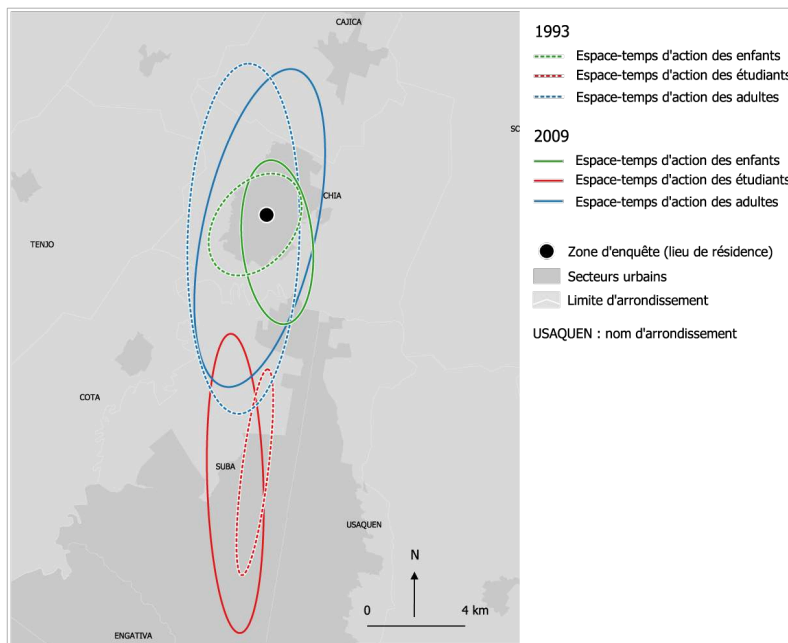 CAJICA
SC
CHIA
TENJO
COTA
SUBA
USAQUEN
ENGATIVA
N
0 4 km
1993
Espace-temps d'action des enfants
Espace-temps d'action des étudiants
Espace-temps d'action des adultes
2009
Espace-temps d'action des enfants
Espace-temps d'action des étudiants
Espace-temps d'action des adultes
Zone d'enquête (lieu de résidence)
Secteurs urbains
Limite d'arrondissement
USAQUEN : nom d'arrondissement